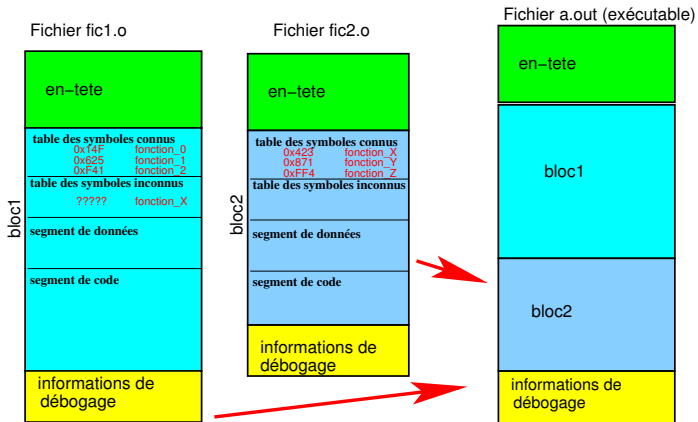 Fichier fic1.o
en-tete
bloc1
table des symboles connus
0x14F fonction_0
0x625 fonction_1
0xF41 fonction_2
table des symboles inconnus
????? fonction_X
segment de données
segment de code
informations de
débogage
Fichier fic2.o
en-tete
bloc2
table des symboles connus
0x423 fonction_X
0x871 fonction_Y
0xFF4 fonction_Z
table des symboles inconnus
segment de données
segment de code
informations de
débogage
Fichier a.out (exécutable)
en-tete
bloc1
bloc2
informations de
débogage